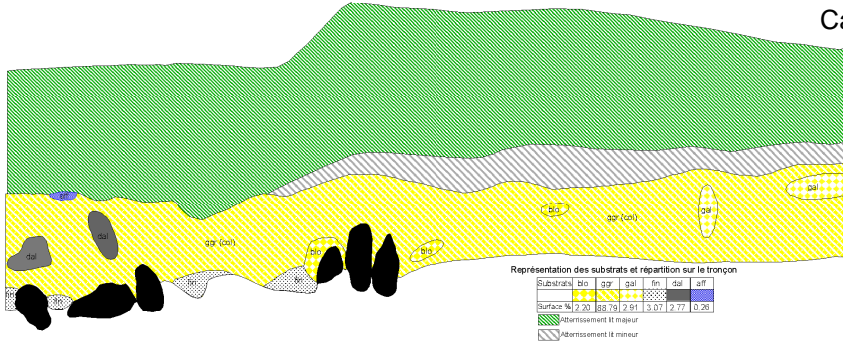 Ca
aff
gal
blo
gal
dal
ggr (col)
ggr (col)
blo
blo
dal
fin
fin
fin
fin
Représentation des substrats et répartition sur le tronçon
Substrats blo ggr gal fin dal aff
Surface % 2.20 88.79 2.91 3.07 2.77 0.26
Atterrissement lit majeur
Atterrissement lit mineur